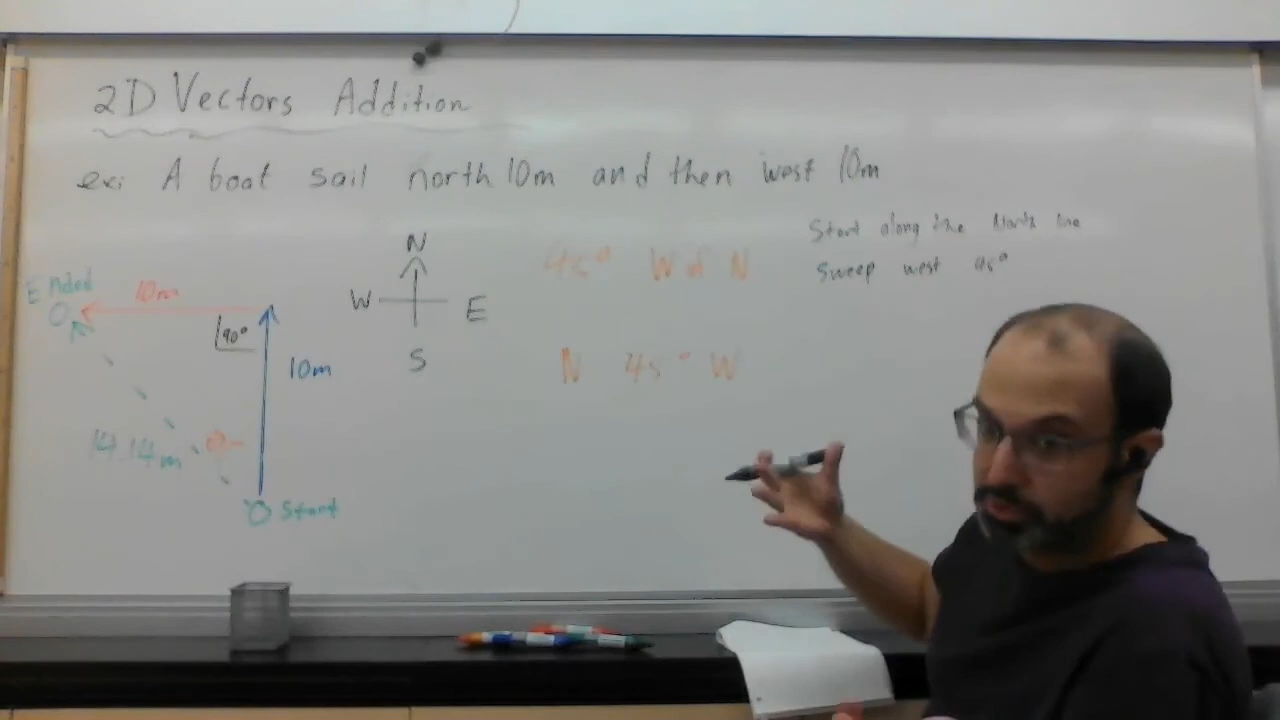 2D Vectors Addition
ex: A boat sail north 10m and then west 10m
Start along the North line
sweep west 45°
N
W
E
S
45° W of N
N 45° W
Ended
10m
90°
10m
14.14m
Start